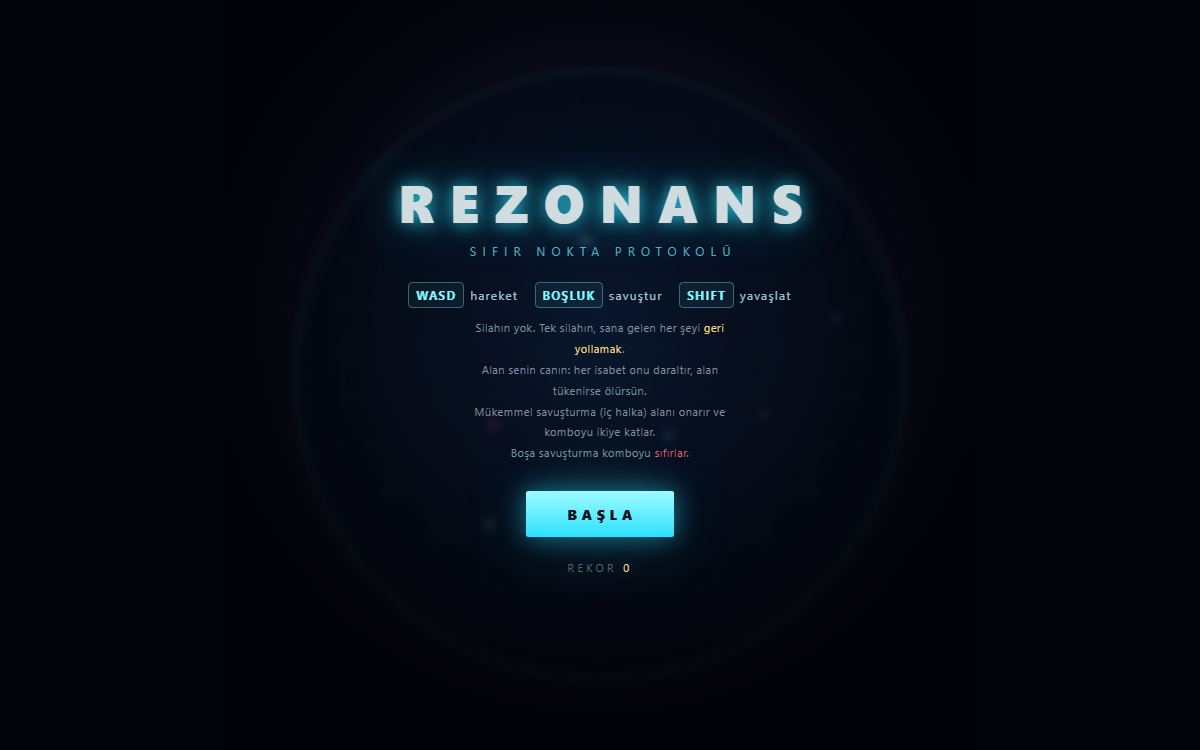 REZONANS
SIFIR NOKTA PROTOKOLÜ
WASD hareket BOŞLUK savuştur SHIFT yavaşlat
Silahın yok. Tek silahın, sana gelen her şeyi geri
yollamak.
Alan senin canın: her isabet onu daraltır, alan
tükenirse ölürsün.
Mükemmel savuşturma (iç halka) alanı onarır ve
komboyu ikiye katlar.
Boşa savuşturma komboyu sıfırlar.
BAŞLA
REKOR 0